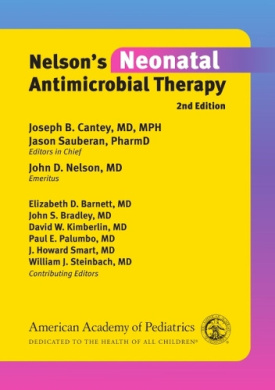 Nelson's Neonatal
Antimicrobial Therapy
2nd Edition
Joseph B. Cantey, MD, MPH
Jason Sauberan, PharmD
Editors in Chief
John D. Nelson, MD
Emeritus
Elizabeth D. Barnett, MD
John S. Bradley, MD
David W. Kimberlin, MD
Paul E. Palumbo, MD
J. Howard Smart, MD
William J. Steinbach, MD
Contributing Editors
American Academy of Pediatrics
DEDICATED TO THE HEALTH OF ALL CHILDREN®